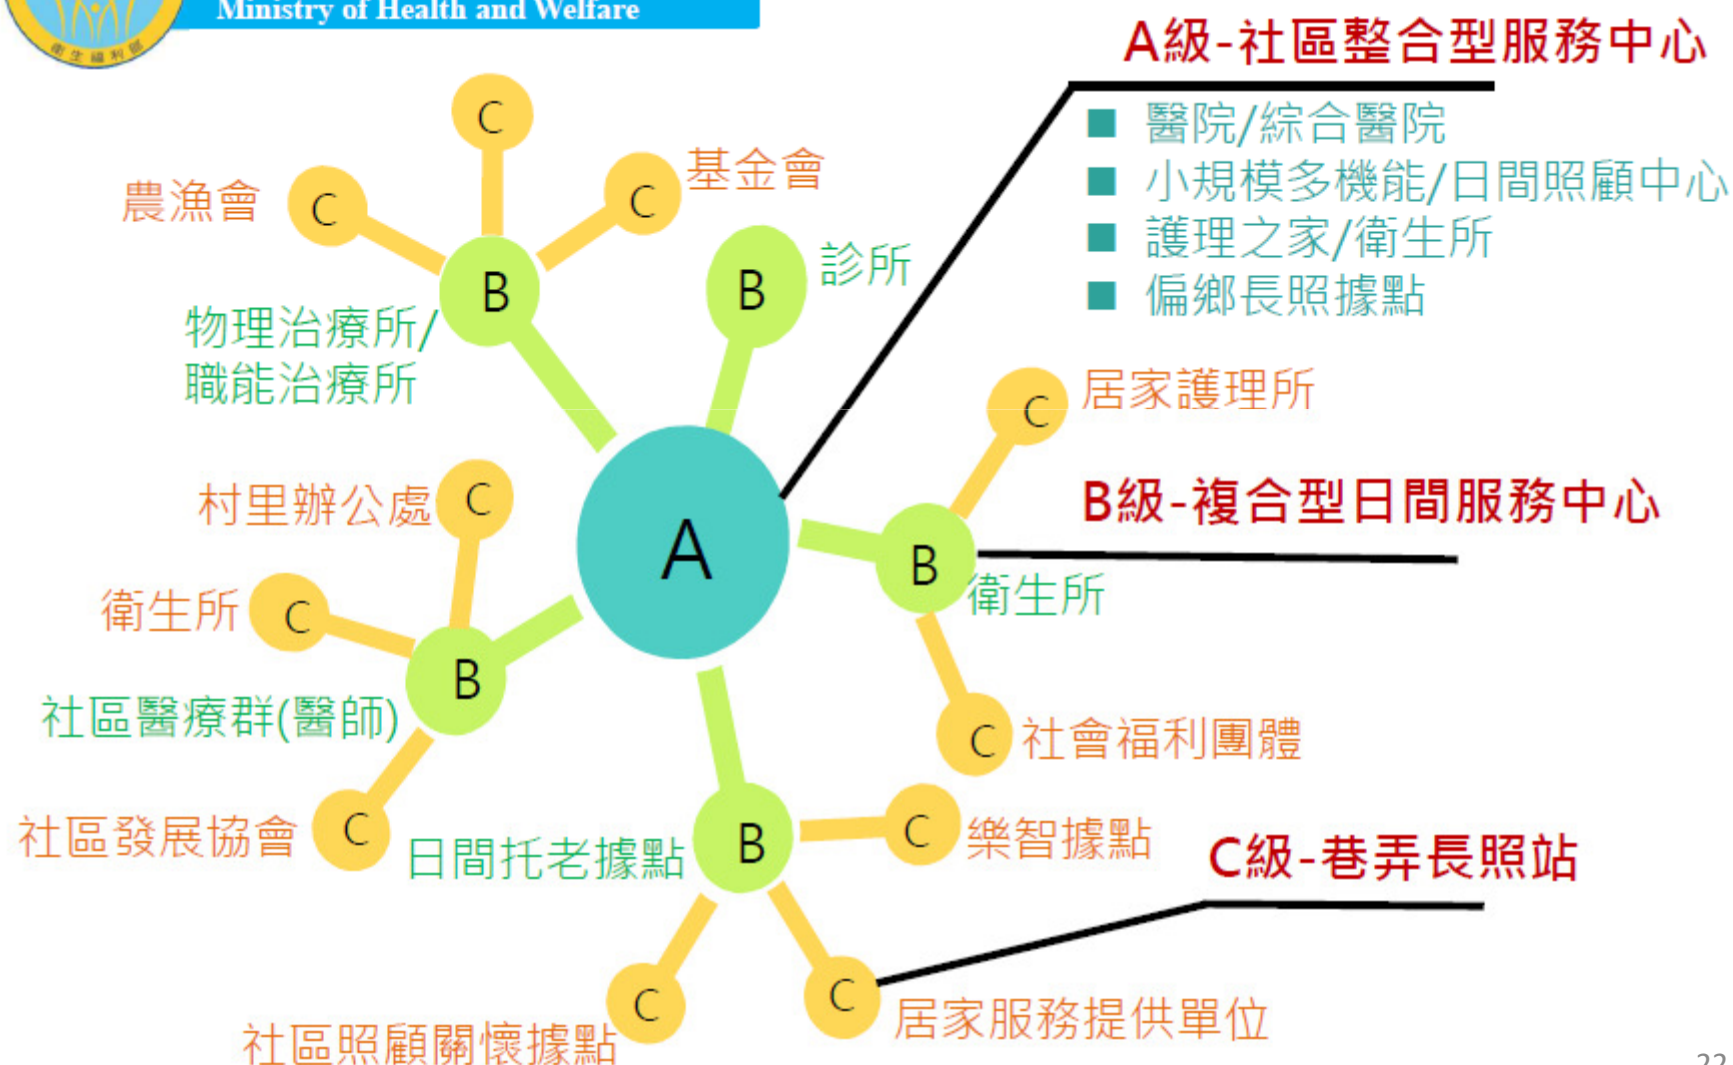 Ministry of Health and Welfare
衛生福利部
A級-社區整合型服務中心
醫院/綜合醫院
小規模多機能/日間照顧中心
護理之家/衛生所
偏鄉長照據點
C
農漁會
C
C
基金會
B
物理治療所/
職能治療所
B
診所
A
C
居家護理所
B級-複合型日間服務中心
B
衛生所
C
社會福利團體
村里辦公處
C
衛生所
C
B
社區醫療群(醫師)
社區發展協會
C
日間托老據點
B
C
樂智據點
C級-巷弄長照站
C
社區照顧關懷據點
C
居家服務提供單位
22